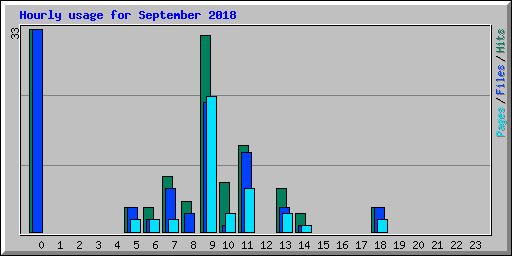 Hourly usage for September 2018
33
Pages/Files/Hits
0 1 2 3 4 5 6 7 8 9 10 11 12 13 14 15 16 17 18 19 20 21 22 23